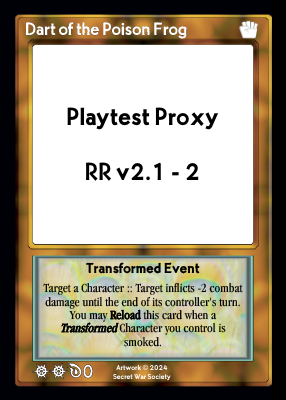 Dart of the Poison Frog
Playtest Proxy
RR v2.1 - 2
Transformed Event
Target a Character :: Target inflicts -2 combat
damage until the end of its controller's turn.
You may Reload this card when a
Transformed Character you control is
smoked.
0
Artwork © 2024
Secret War Society